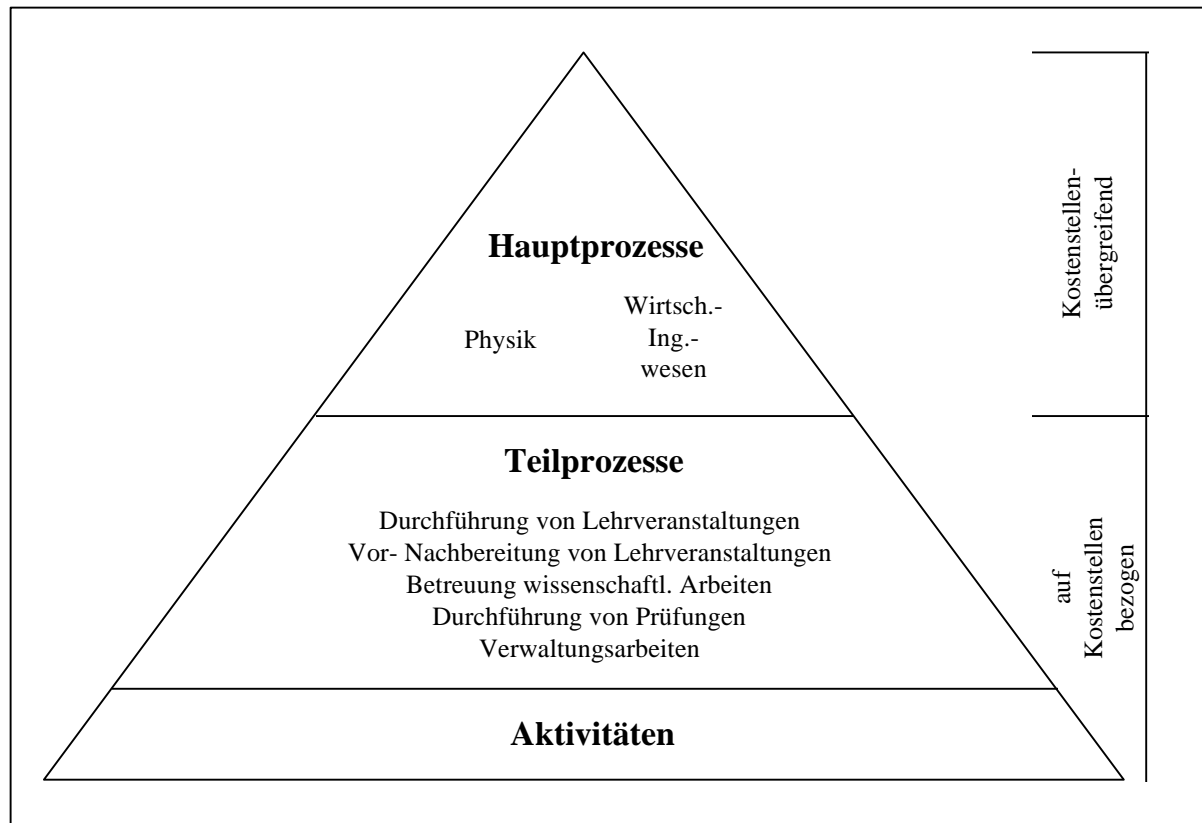 Hauptprozesse
Physik
Wirtsch.-
Ing.-
wesen
Kostenstellen-
übergreifend
Teilprozesse
Durchführung von Lehrveranstaltungen
Vor- Nachbereitung von Lehrveranstaltungen
Betreuung wissenschaftl. Arbeiten
Durchführung von Prüfungen
Verwaltungsarbeiten
auf
Kostenstellen
bezogen
Aktivitäten